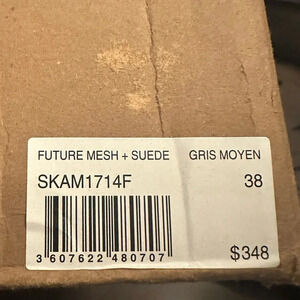 FUTURE MESH + SUEDE GRIS MOYEN
SKAM1714F 38
3 607622 480707 $348